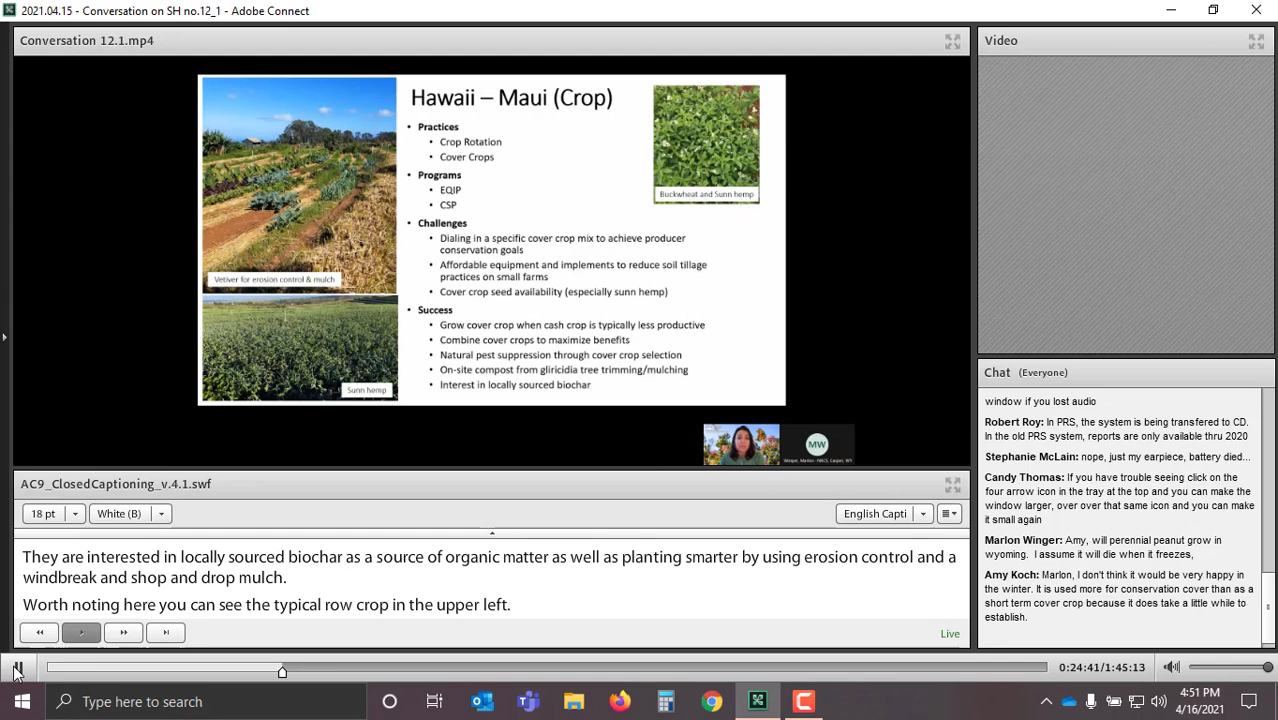 2021.04.15 - Conversation on SH no.12_1 - Adobe Connect
Conversation 12.1.mp4
Hawaii – Maui (Crop)
• Practices
• Crop Rotation
• Cover Crops
• Programs
• EQIP
• CSP
• Challenges
• Dialing in a specific cover crop mix to achieve producer
conservation goals
• Affordable equipment and implements to reduce soil tillage
practices on small farms
• Cover crop seed availability (especially sunn hemp)
• Success
• Grow cover crop when cash crop is typically less productive
• Combine cover crops to maximize benefits
• Natural pest suppression through cover crop selection
• On-site compost from gliricidia tree trimming/mulching
• Interest in locally sourced biochar
Buckwheat and Sunn hemp
Vetiver for erosion control & mulch
Sunn hemp
MW
Winger, Marlon - NRCS, Casper, WY
AC9_ClosedCaptioning_v.4.1.swf
18 pt
White (B)
English Capti
They are interested in locally sourced biochar as a source of organic matter as well as planting smarter by using erosion control and a
windbreak and shop and drop mulch.
Worth noting here you can see the typical row crop in the upper left.
Live
Video
Chat (Everyone)
window if you lost audio
Robert Roy: In PRS, the system is being transfered to CD.
In the old PRS system, reports are only available thru 2020
Stephanie McLain: nope, just my earpiece, battery died...
Candy Thomas: If you have trouble seeing click on the
four arrow icon in the tray at the top and you can make the
window larger, over over that same icon and you can make
it small again
Marlon Winger: Amy, will perennial peanut grow in
wyoming. I assume it will die when it freezes,
Amy Koch: Marlon, I don't think it would be very happy in
the winter. It is used more for conservation cover than as a
short term cover crop because it does take a little while to
establish.
0:24:41/1:45:13
Type here to search
4:51 PM
4/16/2021